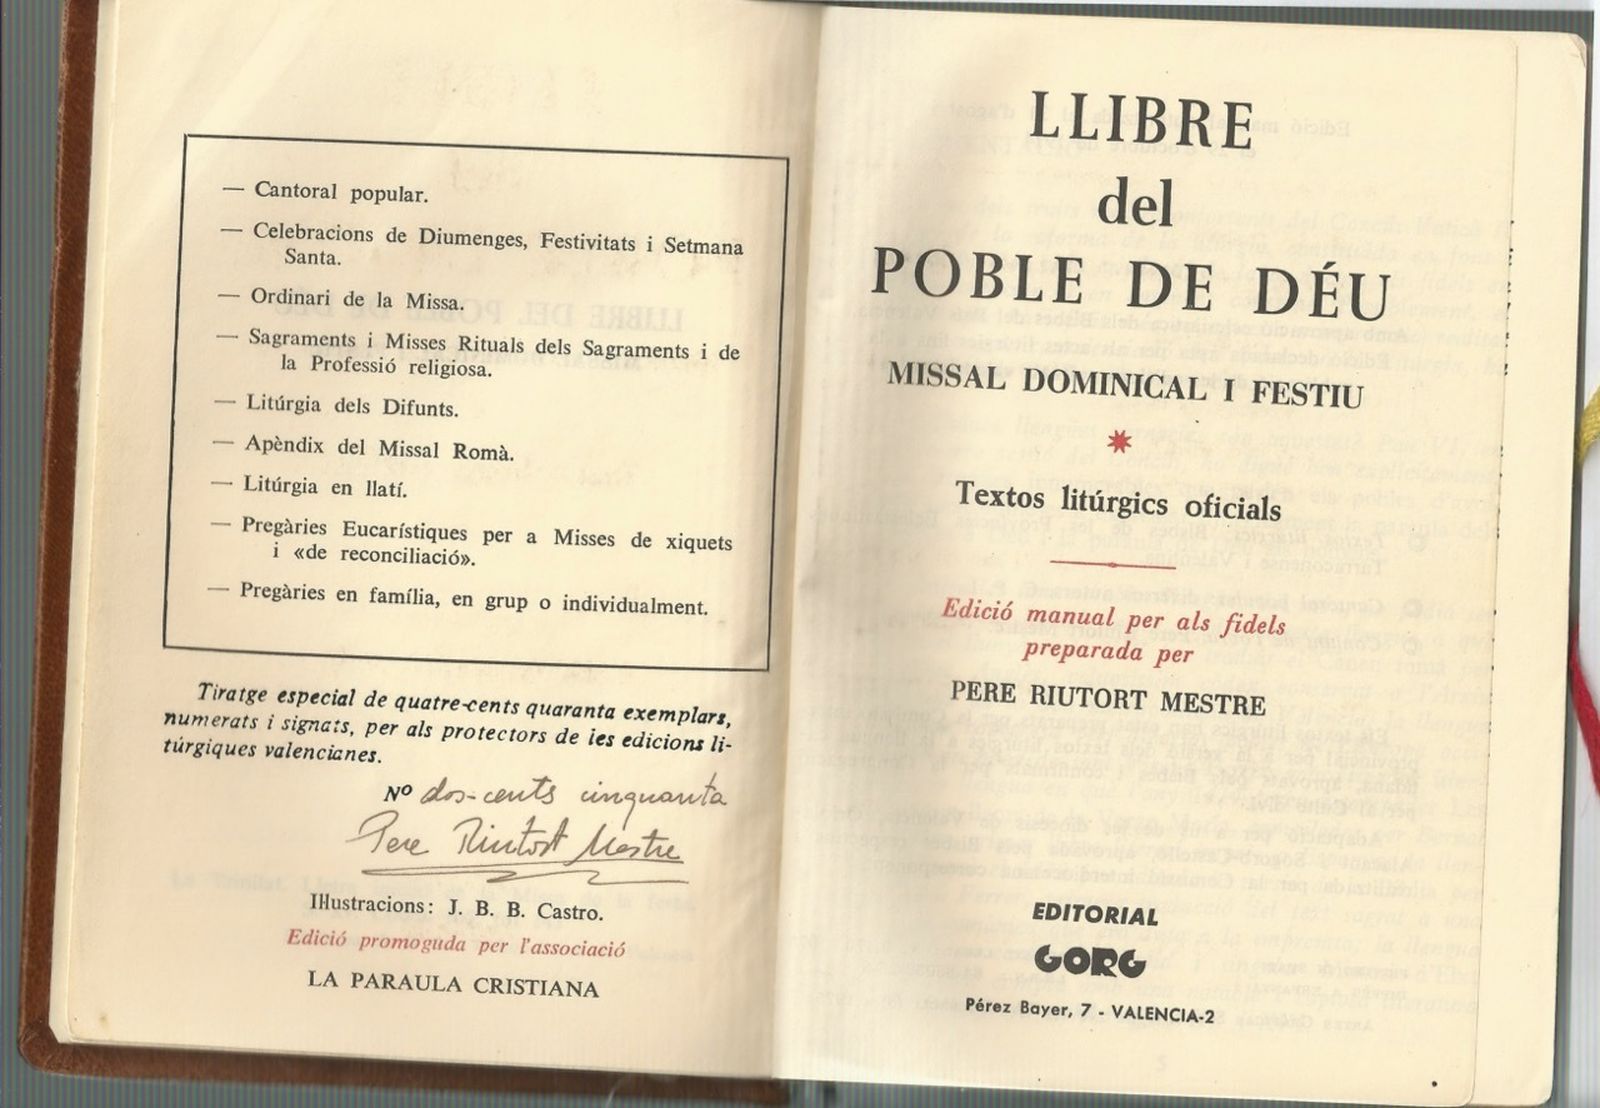 — Cantoral popular.
— Celebracions de Diumenges, Festivitats i Setmana
Santa.
— Ordinari de la Missa.
— Sagraments i Misses Rituals dels Sagraments i de
la Professió religiosa.
— Litúrgia dels Difunts.
— Apèndix del Missal Romà.
— Litúrgia en llatí.
— Pregàries Eucarístiques per a Misses de xiquets
i «de reconciliació».
— Pregàries en família, en grup o individualment.
Tiratge especial de quatre-cents quaranta exemplars,
numerats i signats, per als protectors de les edicions li-
túrgiques valencianes.
Nº dos-cents cinquanta
Pere Riutort Mestre
Il·lustracions: J. B. B. Castro.
Edició promoguda per l'associació
LA PARAULA CRISTIANA
LLIBRE
del
POBLE DE DÉU
MISSAL DOMINICAL I FESTIU
Textos litúrgics oficials
Edició manual per als fidels
preparada per
PERE RIUTORT MESTRE
EDITORIAL
GORG
Pérez Bayer, 7 - VALENCIA-2